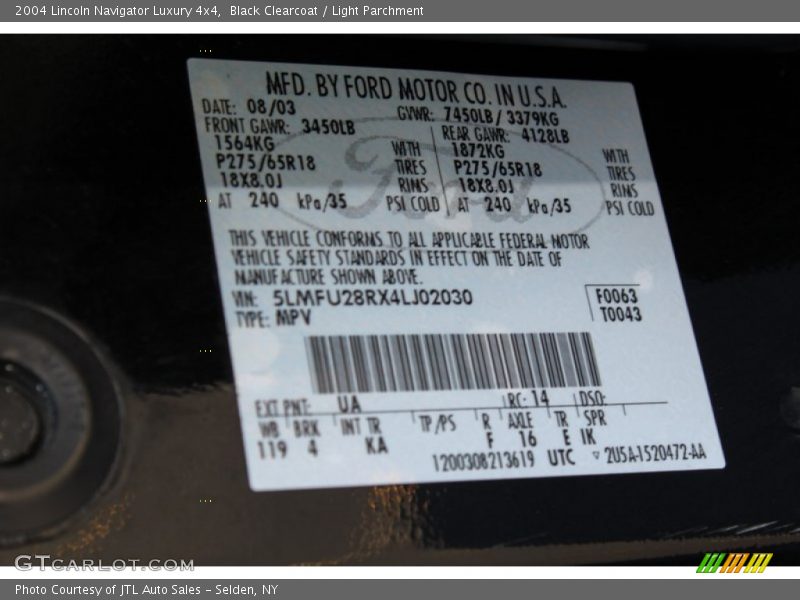 2004 Lincoln Navigator Luxury 4x4, Black Clearcoat / Light Parchment
MFD. BY FORD MOTOR CO. IN U.S.A.
DATE: 08/03 GVWR: 7450LB / 3379KG
FRONT GAWR: 3450LB REAR GAWR: 4128LB
1564KG WITH 1872KG WITH
P275/65R18 TIRES P275/65R18 TIRES
18X8.0J RIMS 18X8.0J RIMS
AT 240 kPa/35 PSI COLD AT 240 kPa/35 PSI COLD
Ford
THIS VEHICLE CONFORMS TO ALL APPLICABLE FEDERAL MOTOR
VEHICLE SAFETY STANDARDS IN EFFECT ON THE DATE OF
MANUFACTURE SHOWN ABOVE.
VIN: 5LMFU28RX4LJ02030 F0063
TYPE: MPV T0043
EXT PNT: UA RC: 14 DSO:
WB BRK INT TR TP/PS R AXLE TR SPR
119 4 KA F 16 E IK
1200308213619 UTC ▽ 2U5A-1520472-AA
GTCARLOT.COM
Photo Courtesy of JTL Auto Sales - Selden, NY